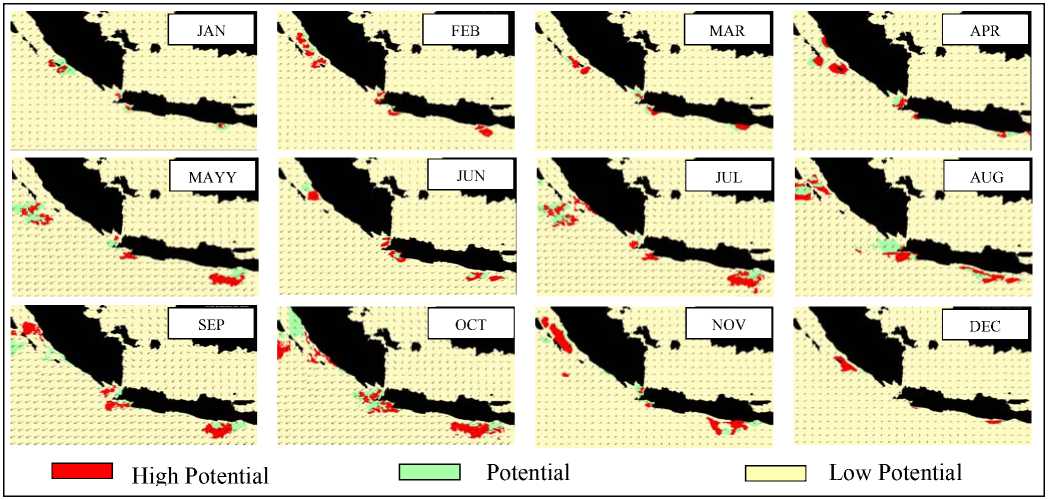 JAN
FEB
MAR
APR
MAYY
JUN
JUL
AUG
SEP
OCT
NOV
DEC
High Potential
Potential
Low Potential